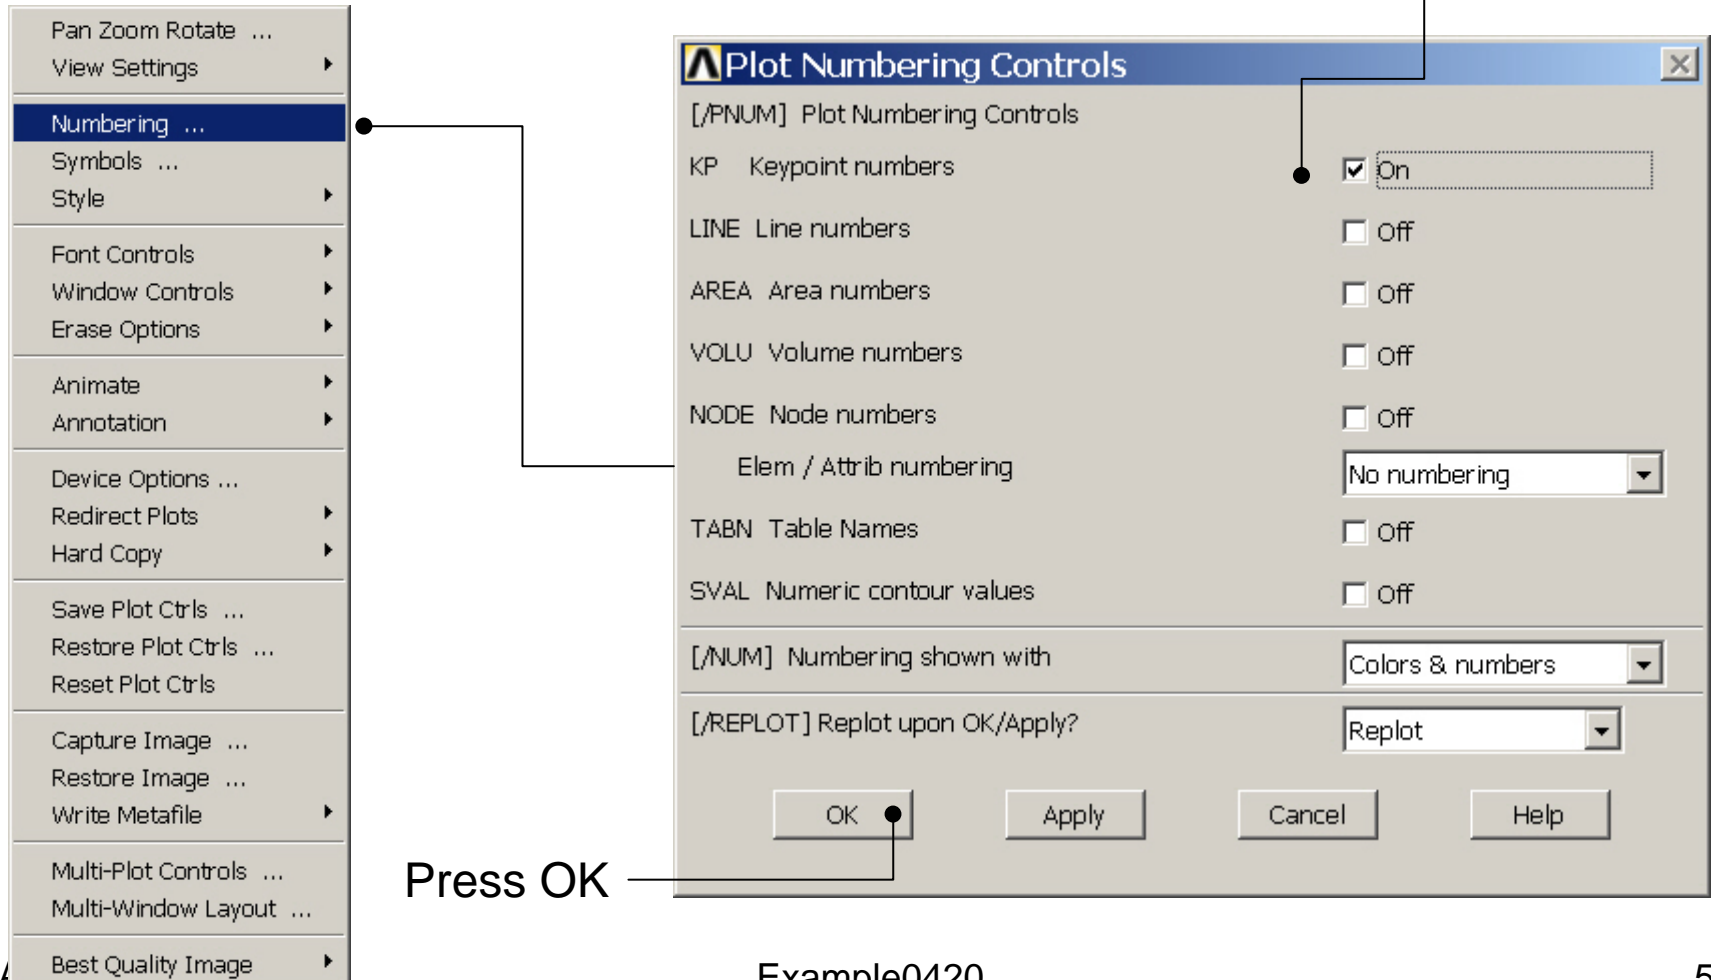 Pan Zoom Rotate ...
View Settings
Numbering ...
Symbols ...
Style
Font Controls
Window Controls
Erase Options
Animate
Annotation
Device Options ...
Redirect Plots
Hard Copy
Save Plot Ctrls ...
Restore Plot Ctrls ...
Reset Plot Ctrls
Capture Image ...
Restore Image ...
Write Metafile
Multi-Plot Controls ...
Multi-Window Layout ...
Best Quality Image
Plot Numbering Controls
[/PNUM] Plot Numbering Controls
KP Keypoint numbers On
LINE Line numbers Off
AREA Area numbers Off
VOLU Volume numbers Off
NODE Node numbers Off
Elem / Attrib numbering No numbering
TABN Table Names Off
SVAL Numeric contour values Off
[/NUM] Numbering shown with Colors & numbers
[/REPLOT] Replot upon OK/Apply? Replot
OK Apply Cancel Help
Press OK
Example0420
5